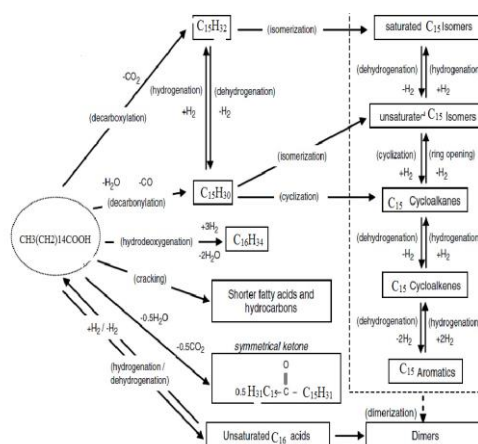 C15H32
(isomerization)
saturated C15 Isomers
-CO2
(decarboxylation)
(hydrogenation)
+H2
(dehydrogenation)
-H2
(dehydrogenation)
-H2
(hydrogenation)
+H2
unsaturated C15 Isomers
(isomerization)
(cyclization)
+H2
(ring opening)
-H2
-H2O -CO
(decarbonylation)
C15H30
(cyclization)
C15 Cycloalkanes
CH3(CH2)14COOH
(hydrodeoxygenation)
+3H2
-2H2O
C16H34
(dehydrogenation)
-H2
(hydrogenation)
+H2
(cracking)
Shorter fatty acids and
hydrocarbons
C15 Cycloalkenes
+H2 / -H2
-0.5H2O
-0.5CO2
symmetrical ketone
(dehydrogenation)
-2H2
(hydrogenation)
+2H2
O
0.5 H31C15 - C - C15H31
C15 Aromatics
(hydrogenation /
dehydrogenation)
(dimerization)
Unsaturated C16 acids
Dimers